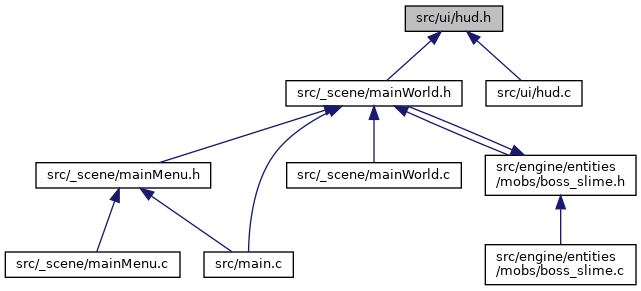 src/ui/hud.h
src/_scene/mainWorld.h
src/ui/hud.c
src/_scene/mainMenu.h
src/_scene/mainWorld.c
src/engine/entities
/mobs/boss_slime.h
src/_scene/mainMenu.c
src/main.c
src/engine/entities
/mobs/boss_slime.c